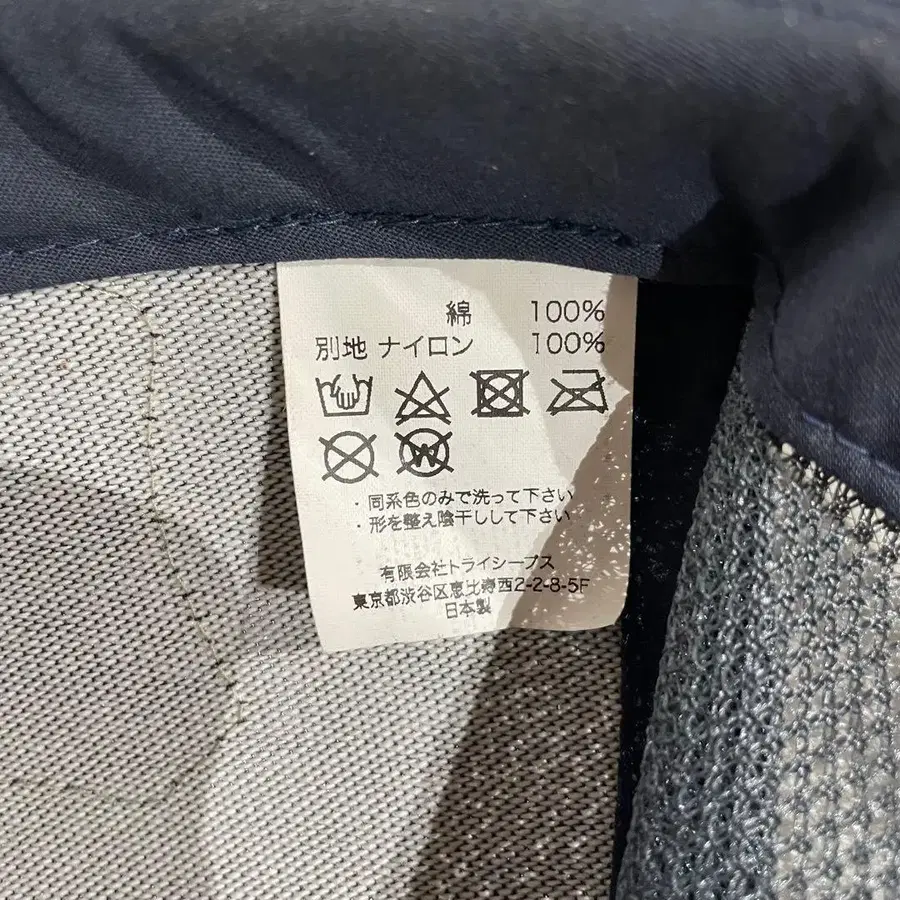 綿 100%
別地 ナイロン 100%
W
・同系色のみで洗って下さい
・形を整え陰干しして下さい
有限会社トライシープス
東京都渋谷区恵比寿西2-2-8-5F
日本製